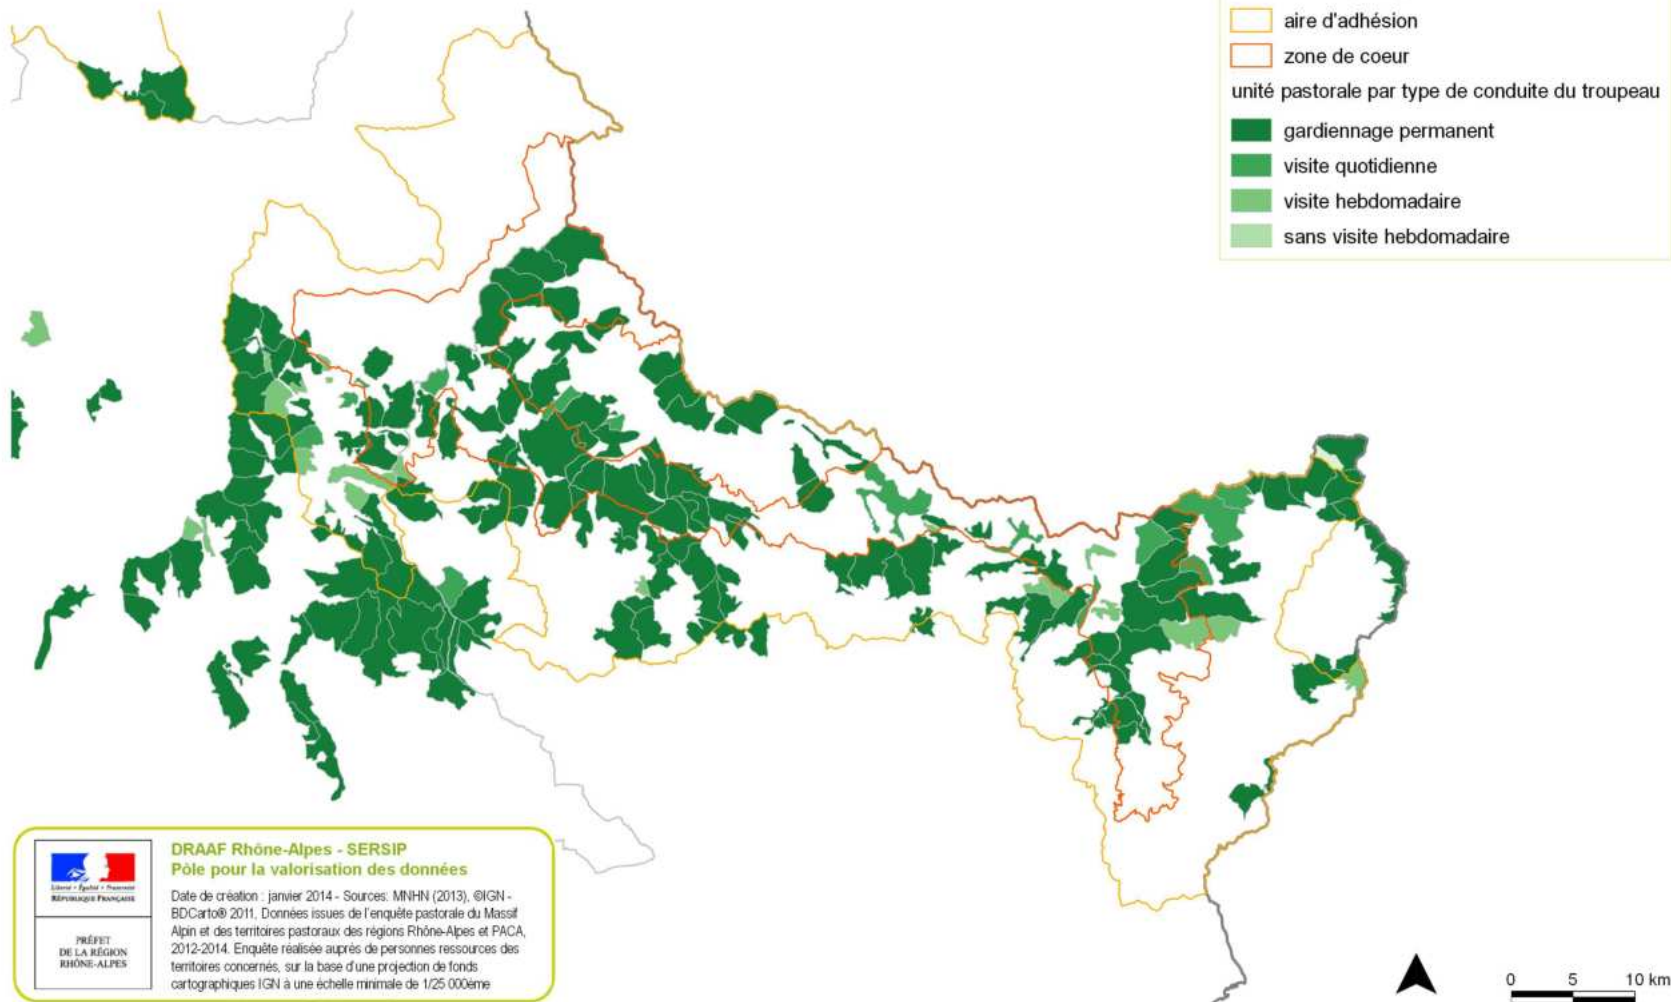 aire d'adhésion
zone de coeur
unité pastorale par type de conduite du troupeau
gardiennage permanent
visite quotidienne
visite hebdomadaire
sans visite hebdomadaire
DRAAF Rhône-Alpes - SERSIP
Pôle pour la valorisation des données
Date de création : janvier 2014 - Sources: MNHN (2013), ©IGN -
BDCarto® 2011, Données issues de l'enquête pastorale du Massif
Alpin et des territoires pastoraux des régions Rhône-Alpes et PACA,
2012-2014. Enquête réalisée auprès de personnes ressources des
territoires concernés, sur la base d'une projection de fonds
cartographiques IGN à une échelle minimale de 1/25 000ème
Liberté • Égalité • Fraternité
RÉPUBLIQUE FRANÇAISE
PRÉFET
DE LA RÉGION
RHÔNE-ALPES
0 5 10 km